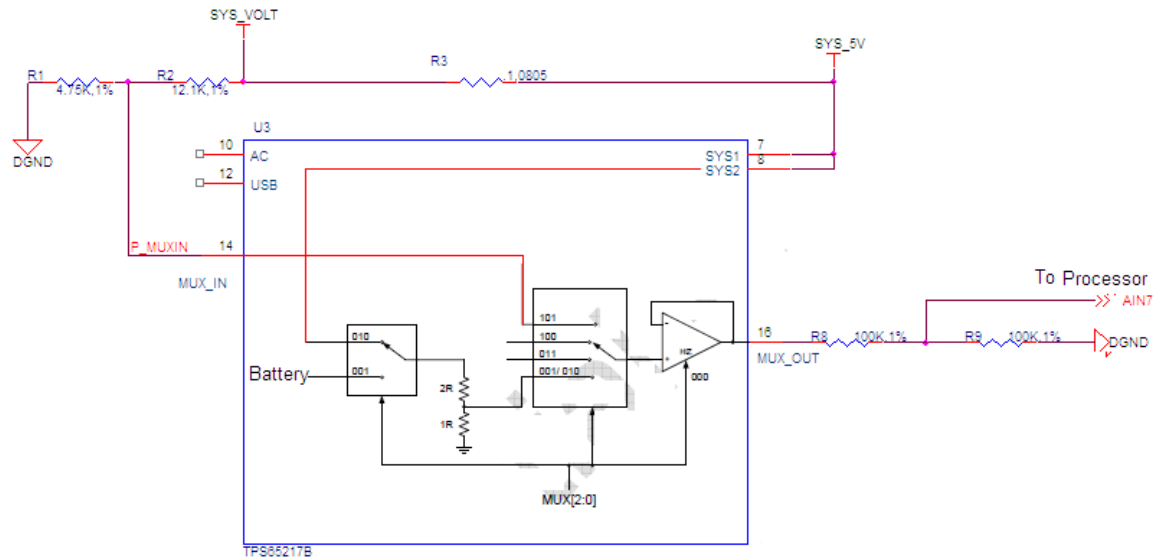 SYS_VOLT
SYS_5V
R1
R2
R3
4.75K,1%
12.1K,1%
.1,0805
DGND
U3
10
AC
12
USB
7
SYS1
8
SYS2
P_MUXIN
14
MUX_IN
101
100
011
001/ 010
010
001
Battery
2R
1R
HZ
000
16
MUX_OUT
R8
100K,1%
R9
100K,1%
DGND
To Processor
AIN7
MUX[2:0]
TPS65217B